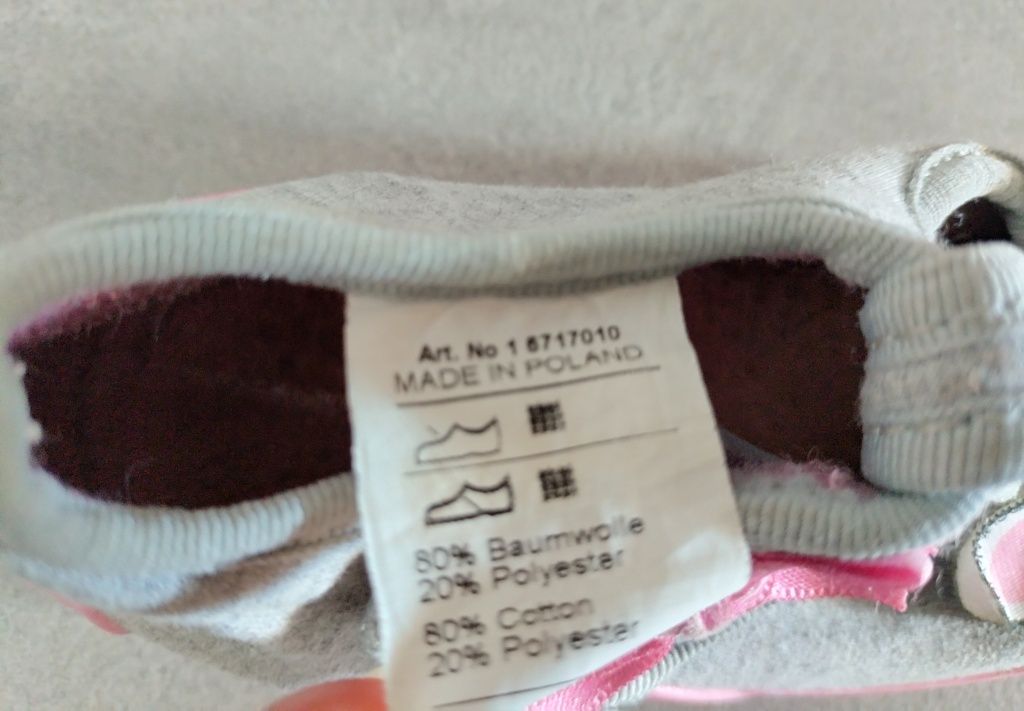 Art. No 1 6717010
MADE IN POLAND
80% Baumwolle
20% Polyester
80% Cotton
20% Polyester